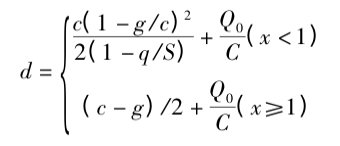 d = { c(1 - g/c)² / 2(1 - q/S) + Q₀/C (x < 1)
(c - g)/2 + Q₀/C (x ⩾ 1)